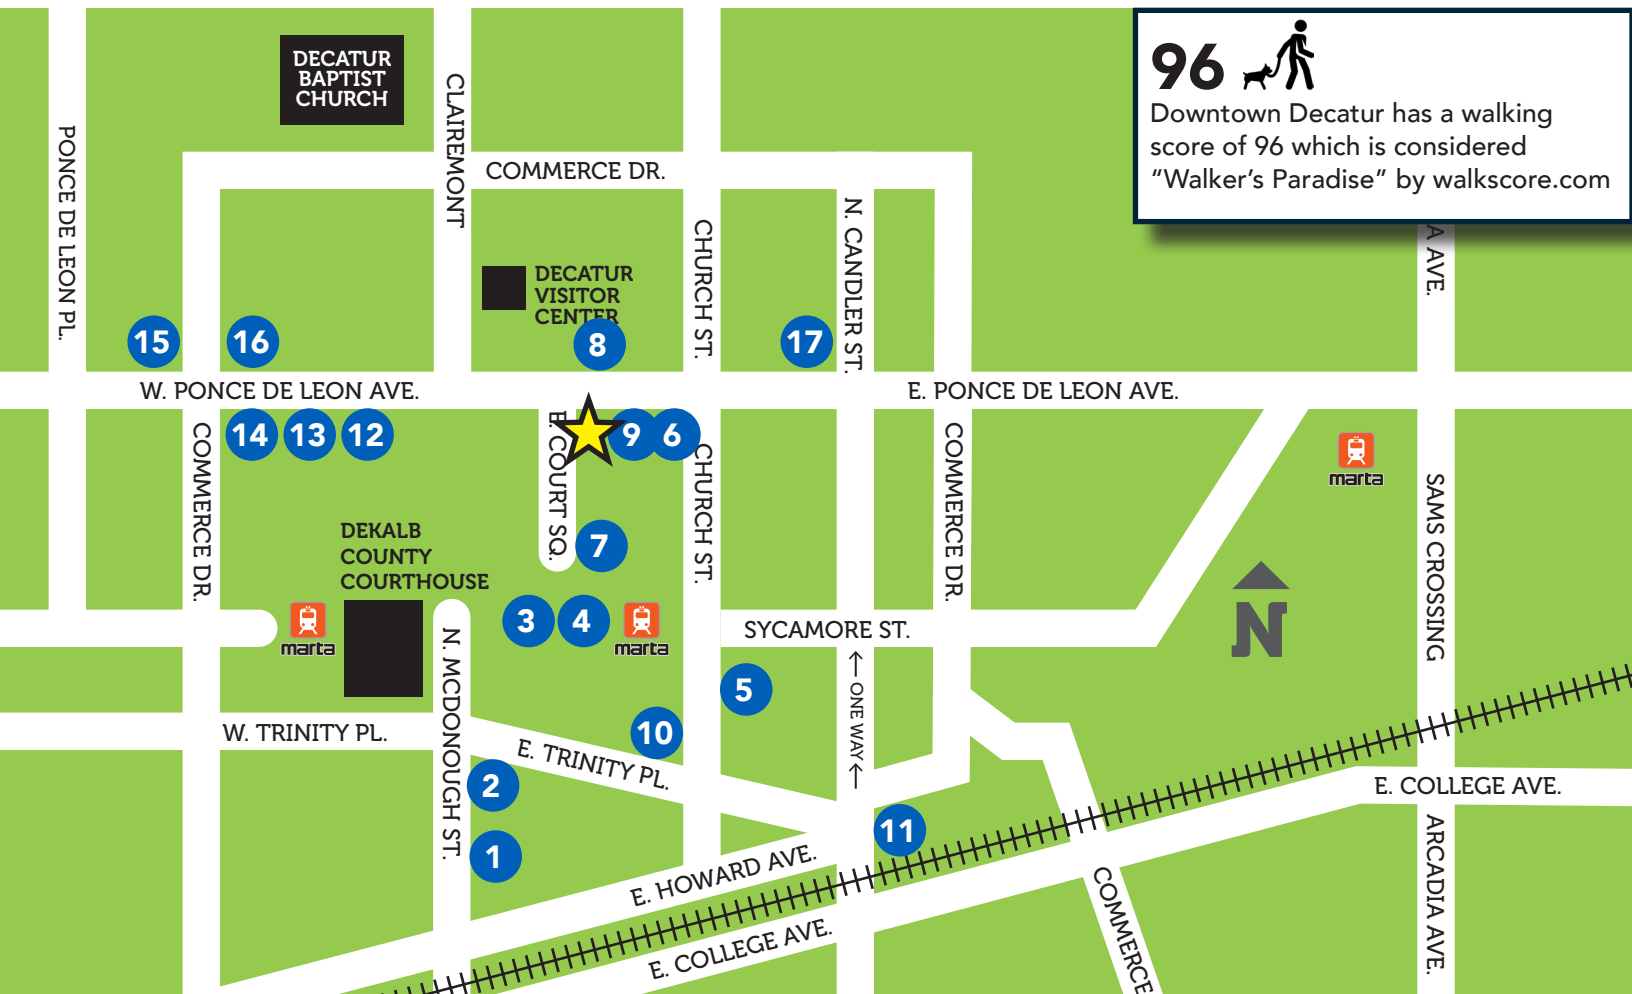 96
Downtown Decatur has a walking
score of 96 which is considered
“Walker’s Paradise” by walkscore.com
DECATUR
BAPTIST
CHURCH
PONCE DE LEON PL.
CLAIREMONT
COMMERCE DR.
CHURCH ST.
N. CANDLER ST.
A AVE.
DECATUR
VISITOR
CENTER
15
16
8
17
W. PONCE DE LEON AVE.
E. PONCE DE LEON AVE.
14
13
12
E. COURT SQ.
9
6
COMMERCE DR.
CHURCH ST.
COMMERCE DR.
marta
SAMS CROSSING
DEKALB
COUNTY
COURTHOUSE
7
marta
3
4
marta
SYCAMORE ST.
N
N. MCDONOUGH ST.
5
ONE WAY
W. TRINITY PL.
10
E. TRINITY PL.
2
E. COLLEGE AVE.
1
11
E. HOWARD AVE.
ARCADIA AVE.
COMMERCE
E. COLLEGE AVE.